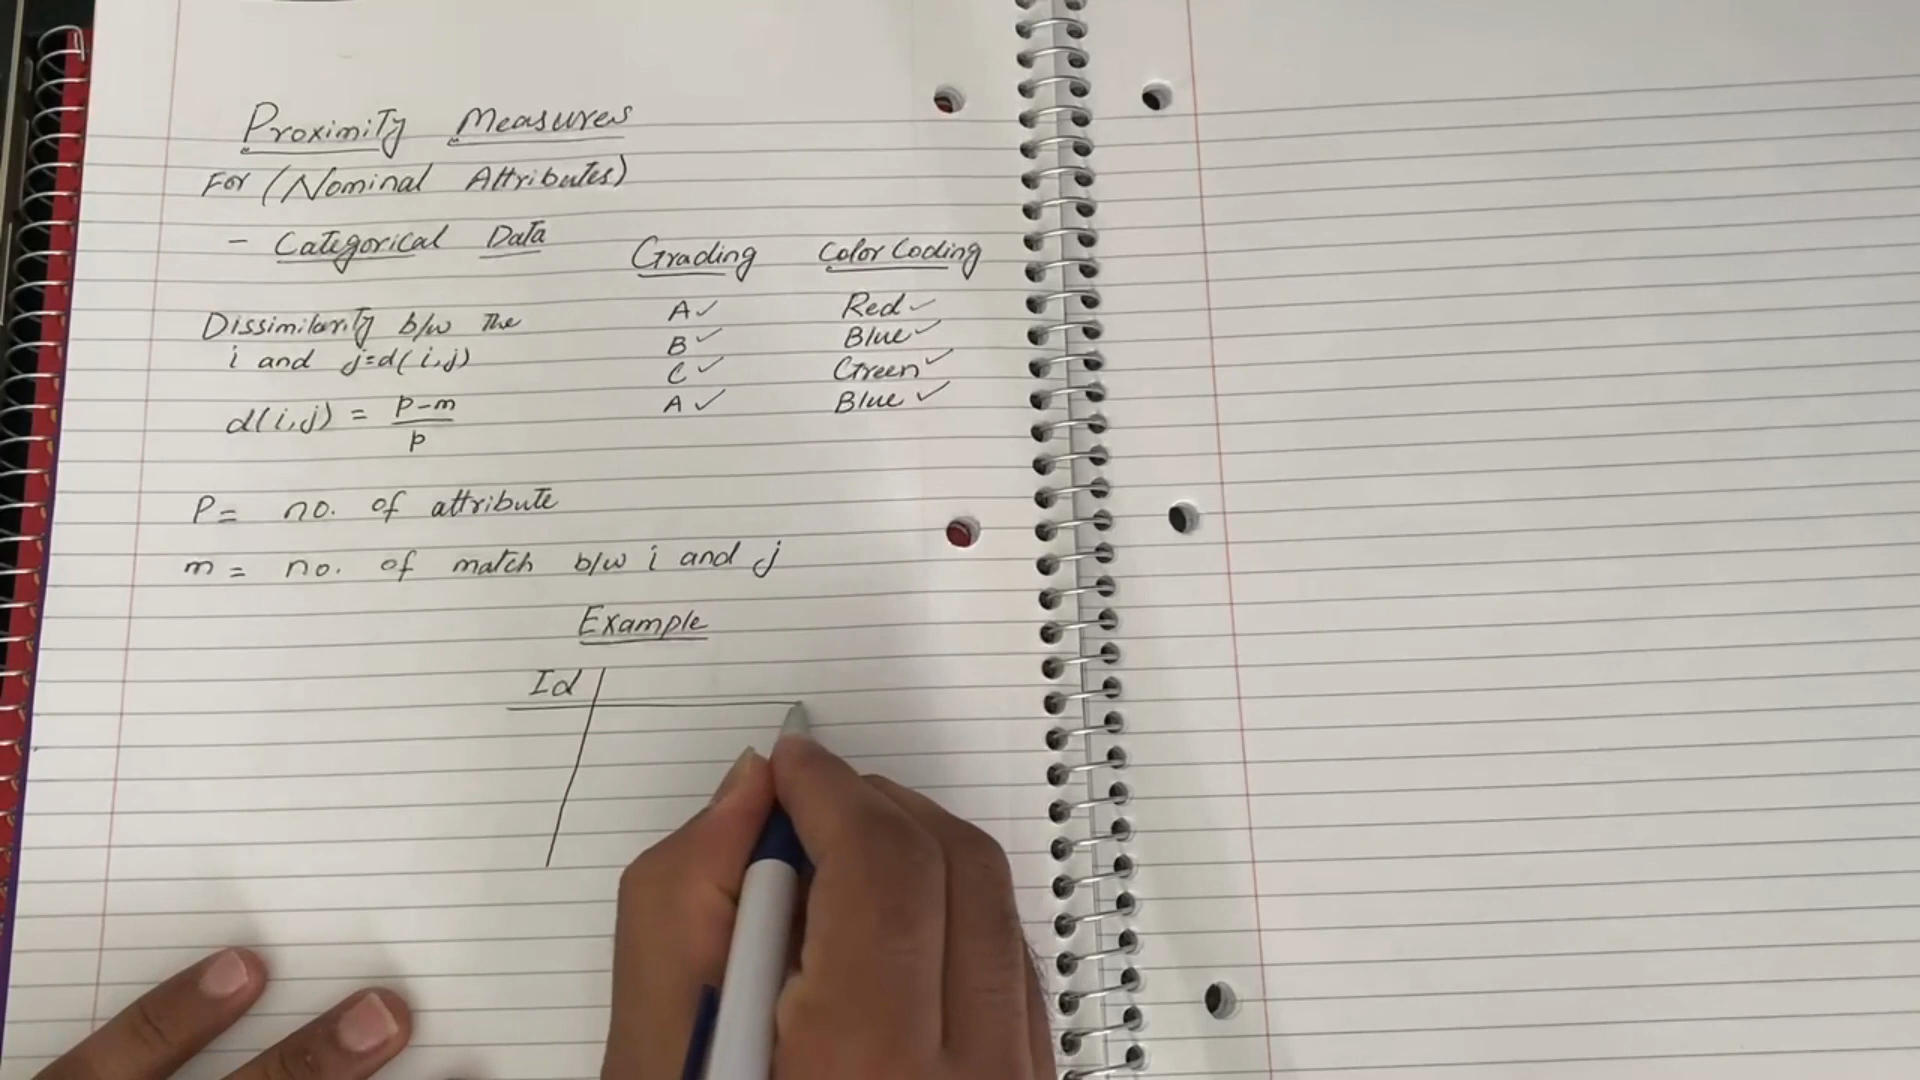 Proximity Measures
For (Nominal Attributes)
- Categorical Data
Grading Color Coding
A ✓ Red ✓
B ✓ Blue ✓
C ✓ Green ✓
A ✓ Blue ✓
Dissimilarity b/w The
i and j = d(i,j)
d(i,j) = p-m / p
P = no. of attribute
m = no. of match b/w i and j
Example
Id